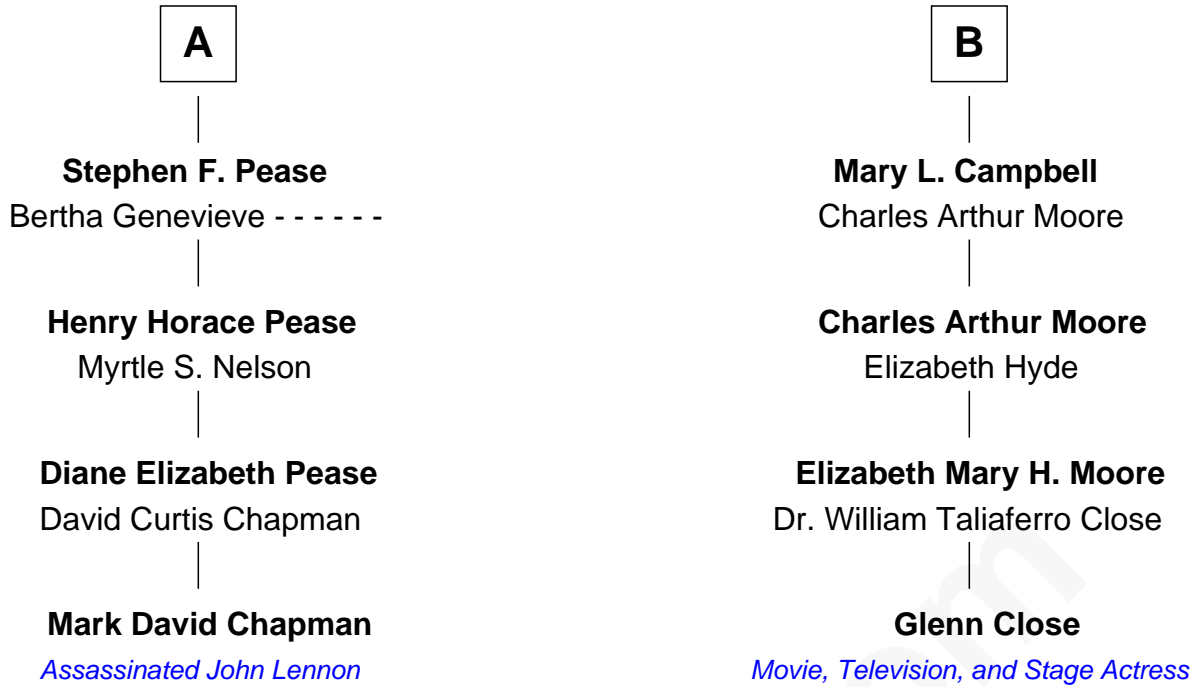 A
Stephen F. Pease
Bertha Genevieve - - - - - -
Henry Horace Pease
Myrtle S. Nelson
Diane Elizabeth Pease
David Curtis Chapman
Mark David Chapman
Assassinated John Lennon
B
Mary L. Campbell
Charles Arthur Moore
Charles Arthur Moore
Elizabeth Hyde
Elizabeth Mary H. Moore
Dr. William Taliaferro Close
Glenn Close
Movie, Television, and Stage Actress